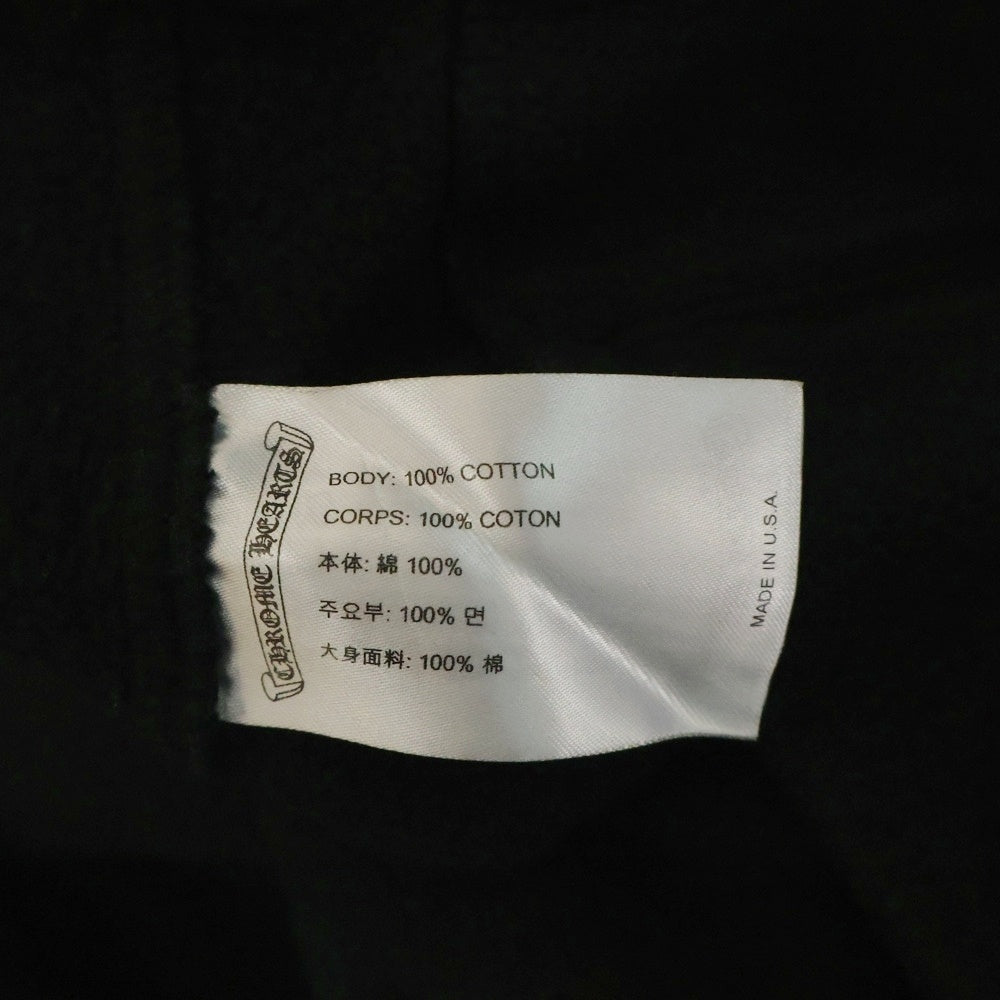 CHROME HEARTS
BODY: 100% COTTON
CORPS: 100% COTON
本体: 綿 100%
주요부: 100% 면
大身面料: 100% 棉
MADE IN U.S.A.